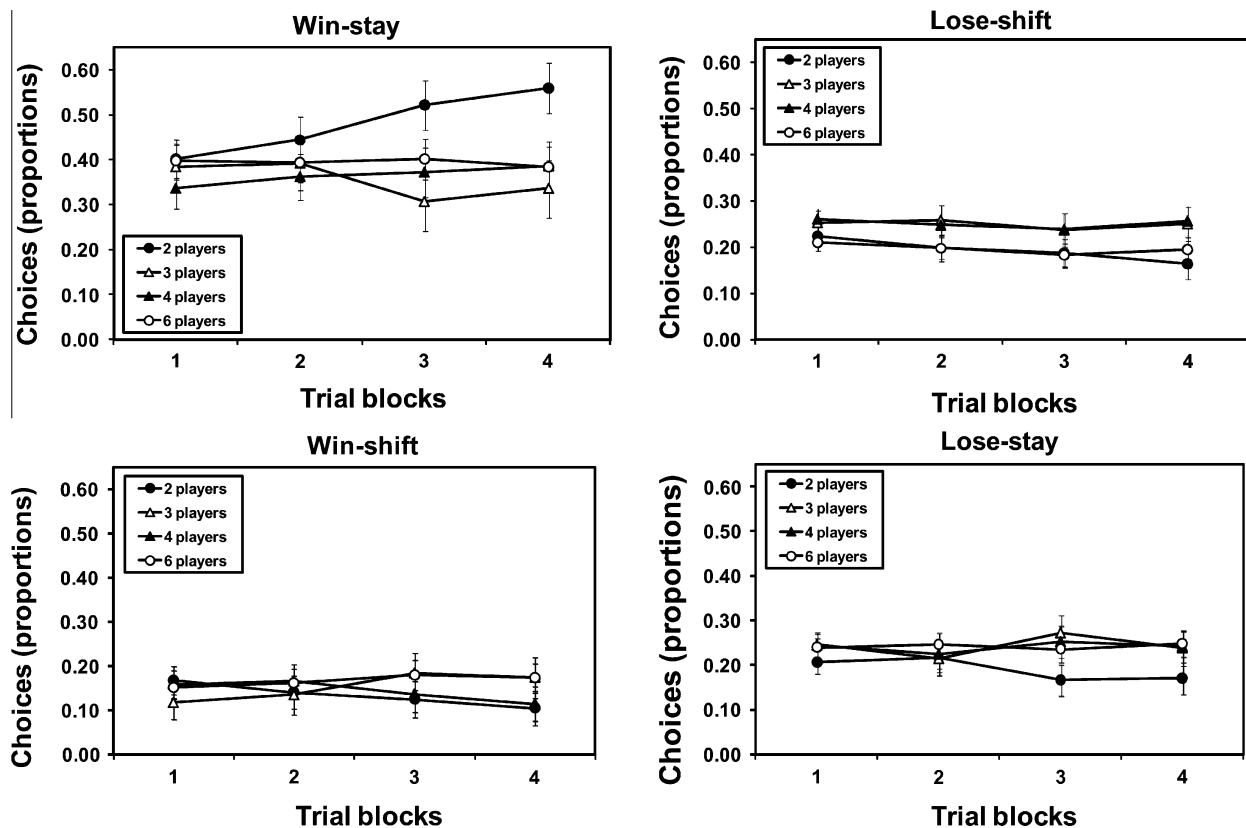 Win-stay
Choices (proportions)
0.60
0.50
0.40
0.30
0.20
0.10
0.00
2 players
3 players
4 players
6 players
1 2 3 4
Trial blocks
Lose-shift
Choices (proportions)
0.60
0.50
0.40
0.30
0.20
0.10
0.00
2 players
3 players
4 players
6 players
1 2 3 4
Trial blocks
Win-shift
Choices (proportions)
0.60
0.50
0.40
0.30
0.20
0.10
0.00
2 players
3 players
4 players
6 players
1 2 3 4
Trial blocks
Lose-stay
Choices (proportions)
0.60
0.50
0.40
0.30
0.20
0.10
0.00
2 players
3 players
4 players
6 players
1 2 3 4
Trial blocks